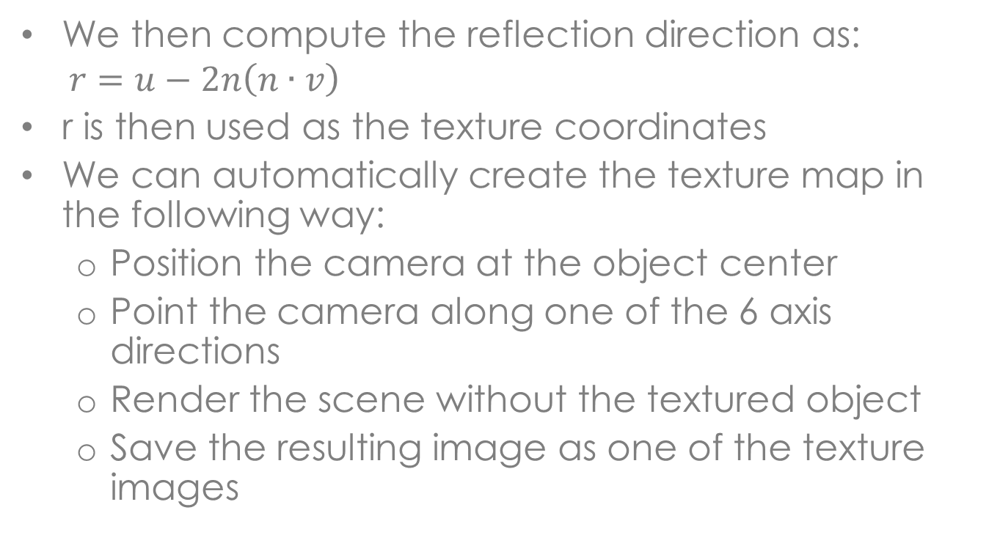 • We then compute the reflection direction as:
𝑟 = 𝑢 − 2𝑛(𝑛 · 𝑣)
• r is then used as the texture coordinates
• We can automatically create the texture map in
the following way:
o Position the camera at the object center
o Point the camera along one of the 6 axis
directions
o Render the scene without the textured object
o Save the resulting image as one of the texture
images